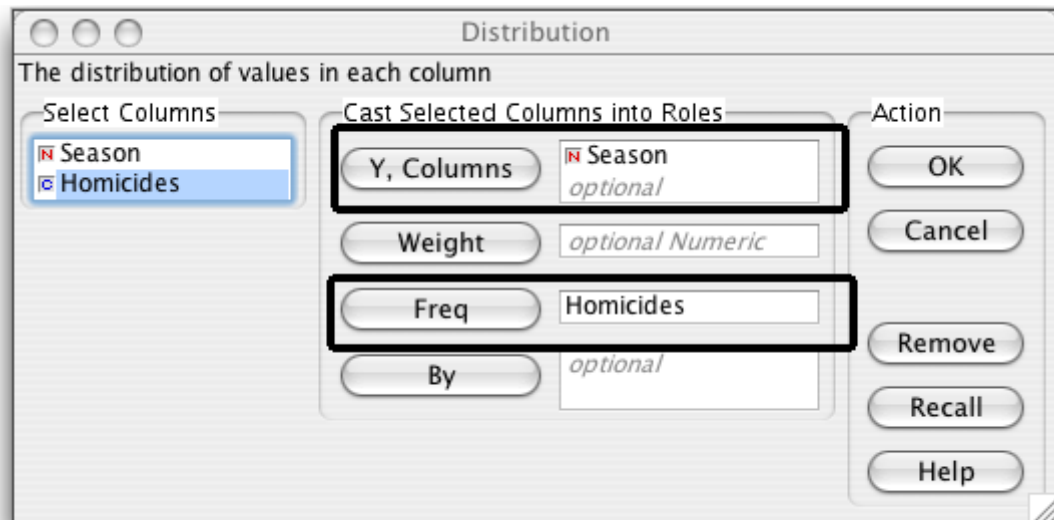 Distribution
The distribution of values in each column
Select Columns
N Season
C Homicides
Cast Selected Columns into Roles
Y, Columns
N Season
optional
Weight
optional Numeric
Freq
Homicides
By
optional
Action
OK
Cancel
Remove
Recall
Help